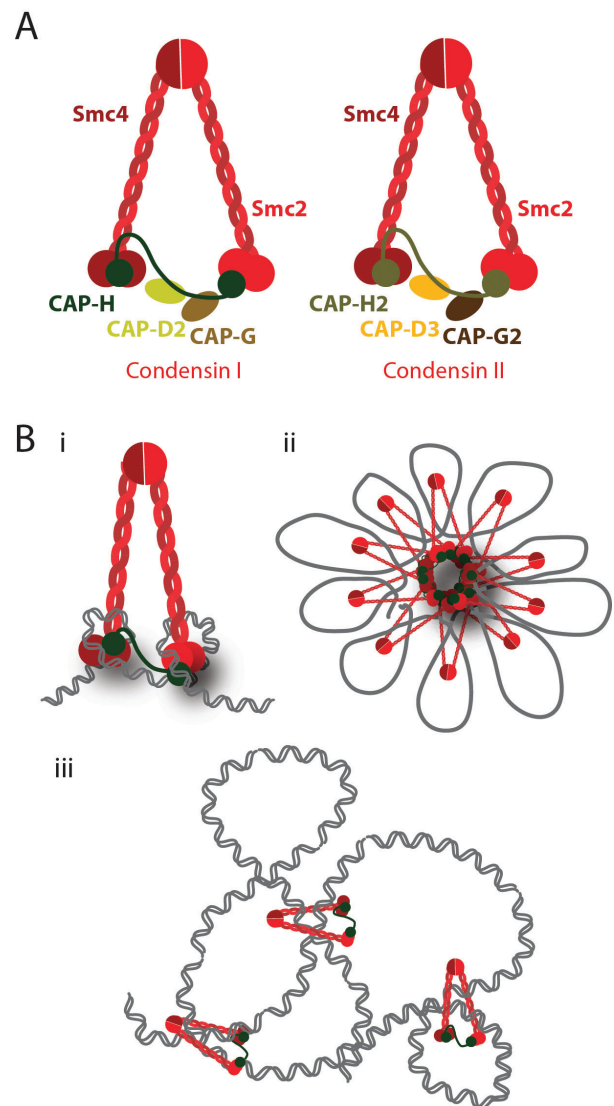 A
Smc4
Smc2
CAP-H
CAP-D2
CAP-G
Condensin I
Smc4
Smc2
CAP-H2
CAP-D3
CAP-G2
Condensin II
B
i
ii
iii